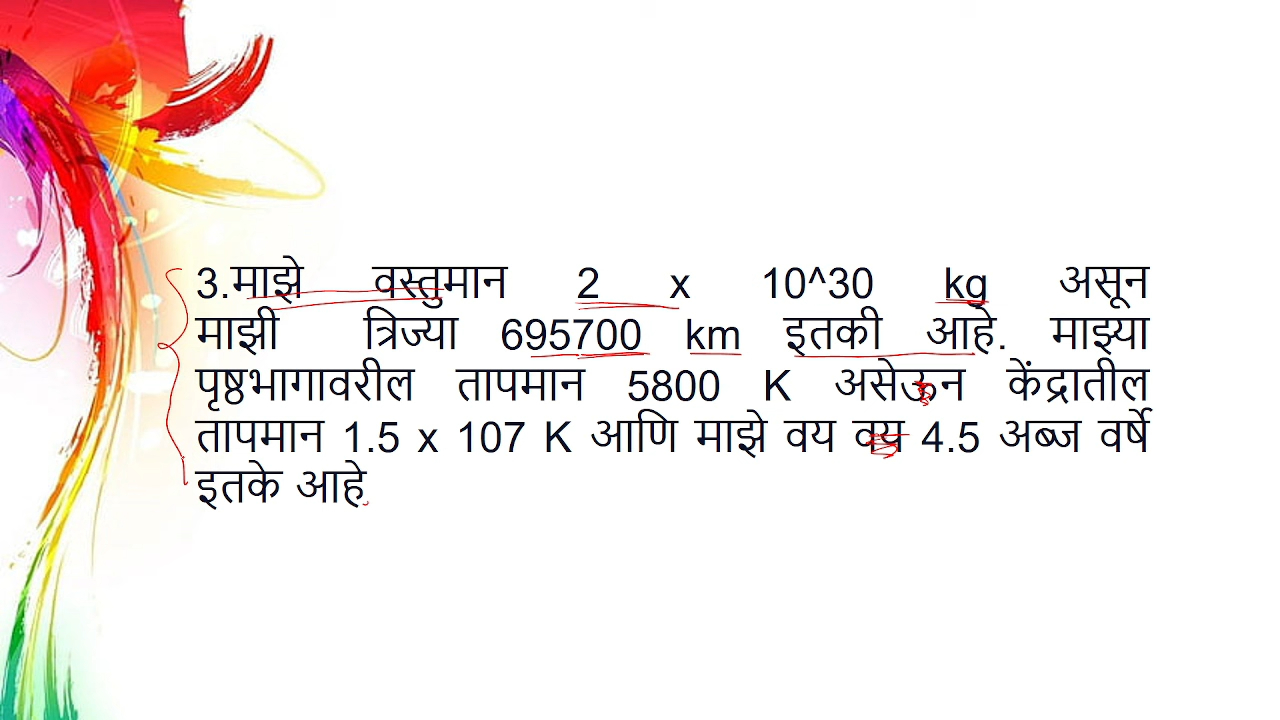 3.माझे वस्तुमान 2 x 10^30 kg असून
माझी त्रिज्या 695700 km इतकी आहे. माझ्या
पृष्ठभागावरील तापमान 5800 K असेऊन केंद्रातील
तापमान 1.5 x 107 K आणि माझे वय वय 4.5 अब्ज वर्षे
इतके आहे